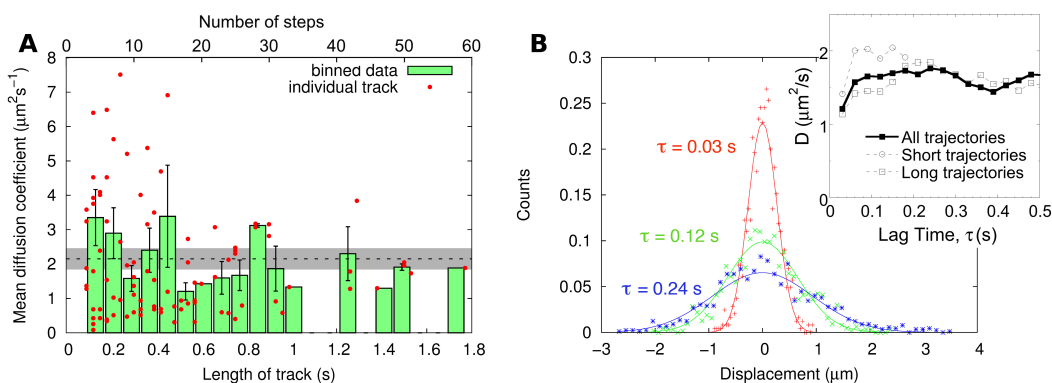 A
Number of steps
0 10 20 30 40 50 60
Mean diffusion coefficient (μm²s⁻¹)
8
7
6
5
4
3
2
1
0
binned data
individual track
0 0.2 0.4 0.6 0.8 1 1.2 1.4 1.6 1.8
Length of track (s)
B
Counts
0.3
0.25
0.2
0.15
0.1
0.05
0
τ = 0.03 s
τ = 0.12 s
τ = 0.24 s
−3 −2 −1 0 1 2 3 4
Displacement (μm)
D (μm²/s)
2
1
0
All trajectories
Short trajectories
Long trajectories
0 0.1 0.2 0.3 0.4 0.5
Lag Time, τ (s)